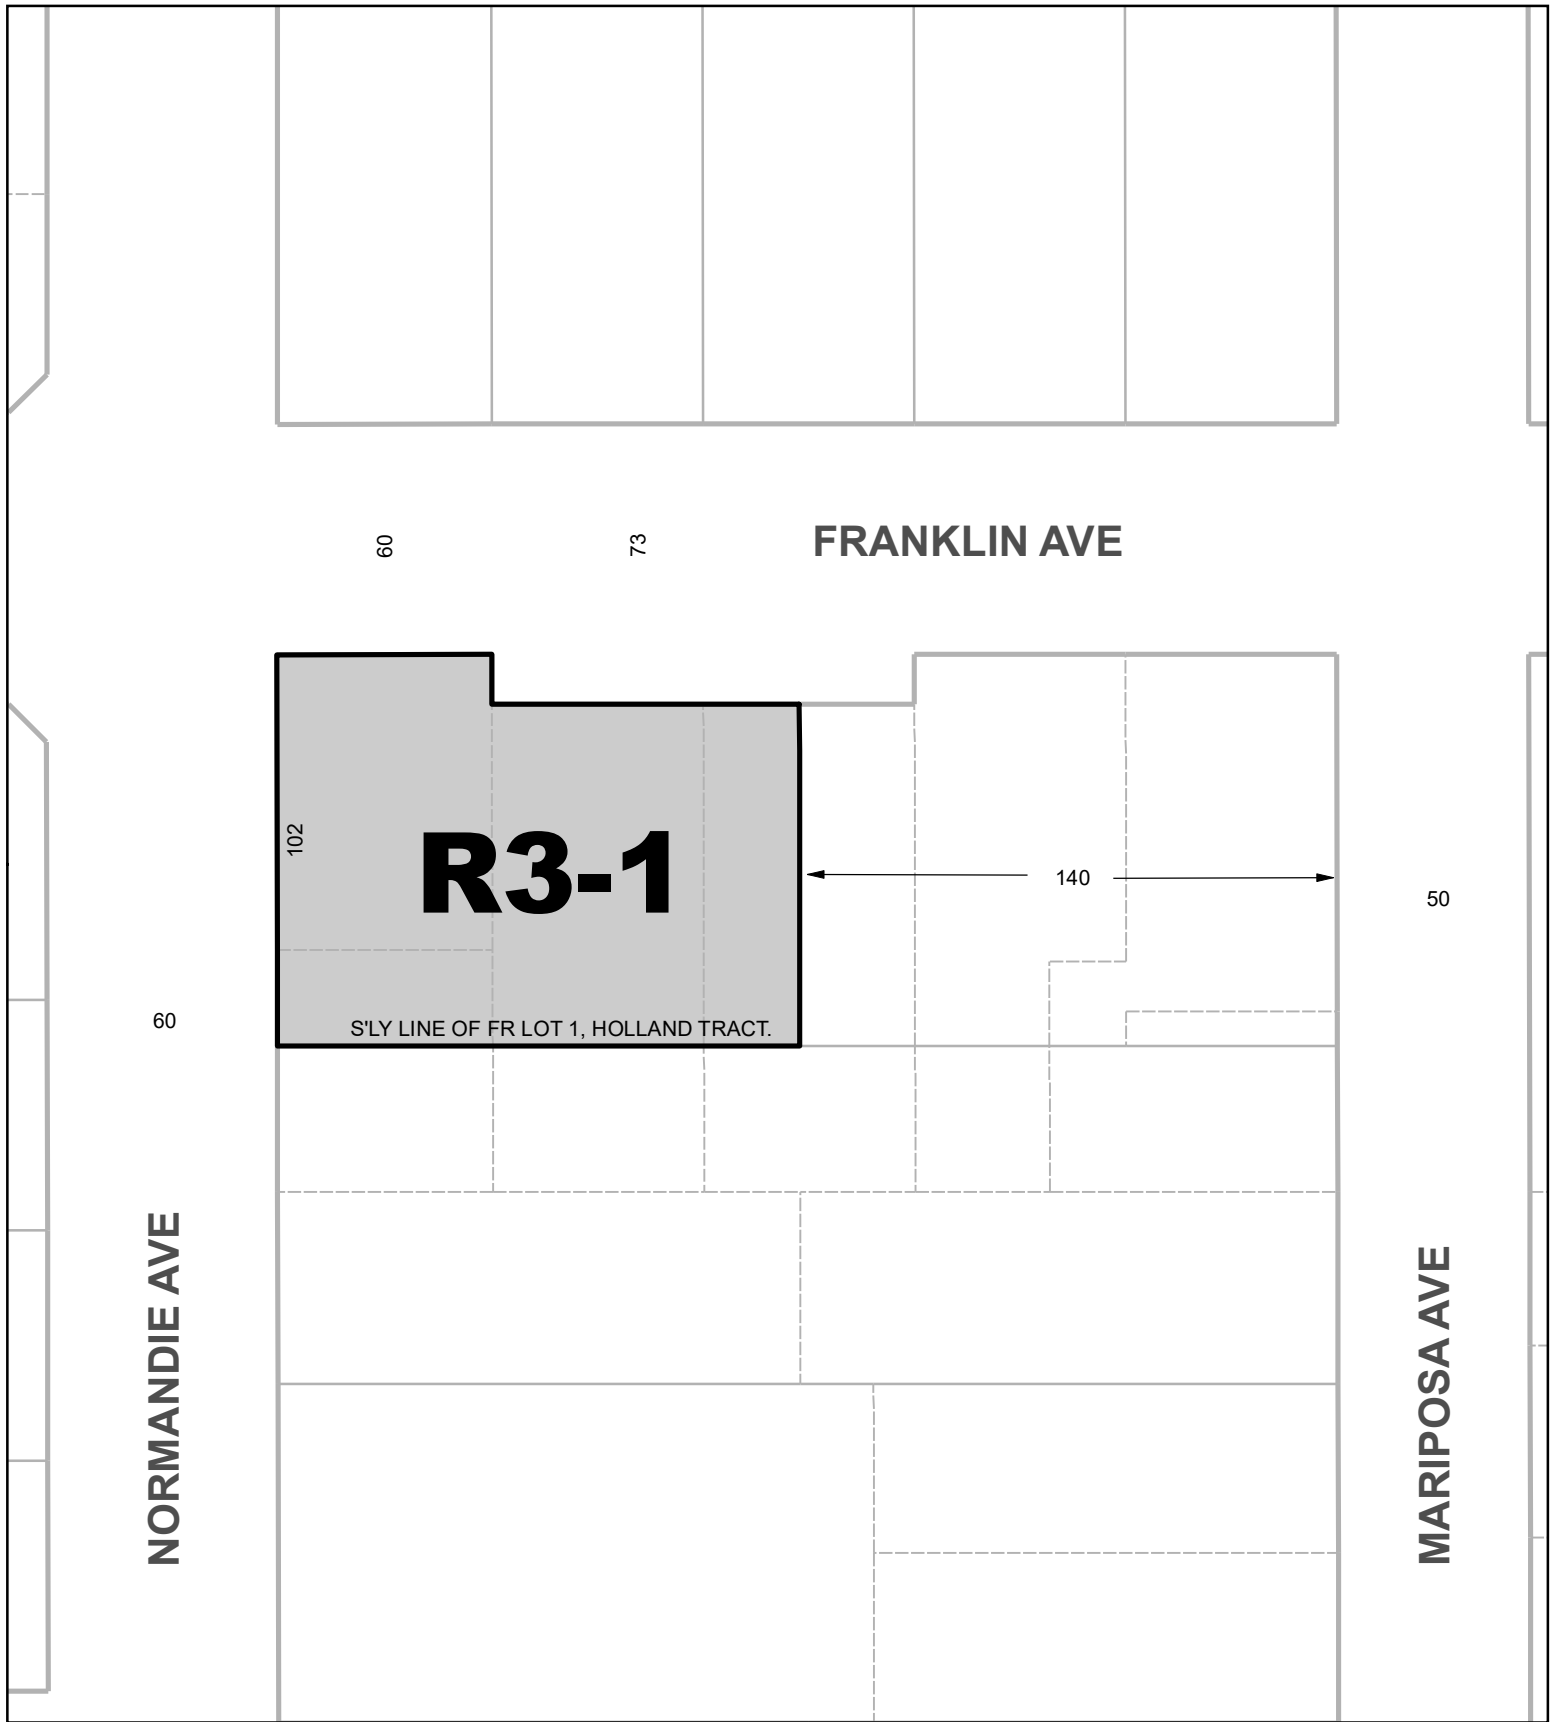 60
73
FRANKLIN AVE
102
R3-1
140
50
60
S'LY LINE OF FR LOT 1, HOLLAND TRACT.
NORMANDIE AVE
MARIPOSA AVE